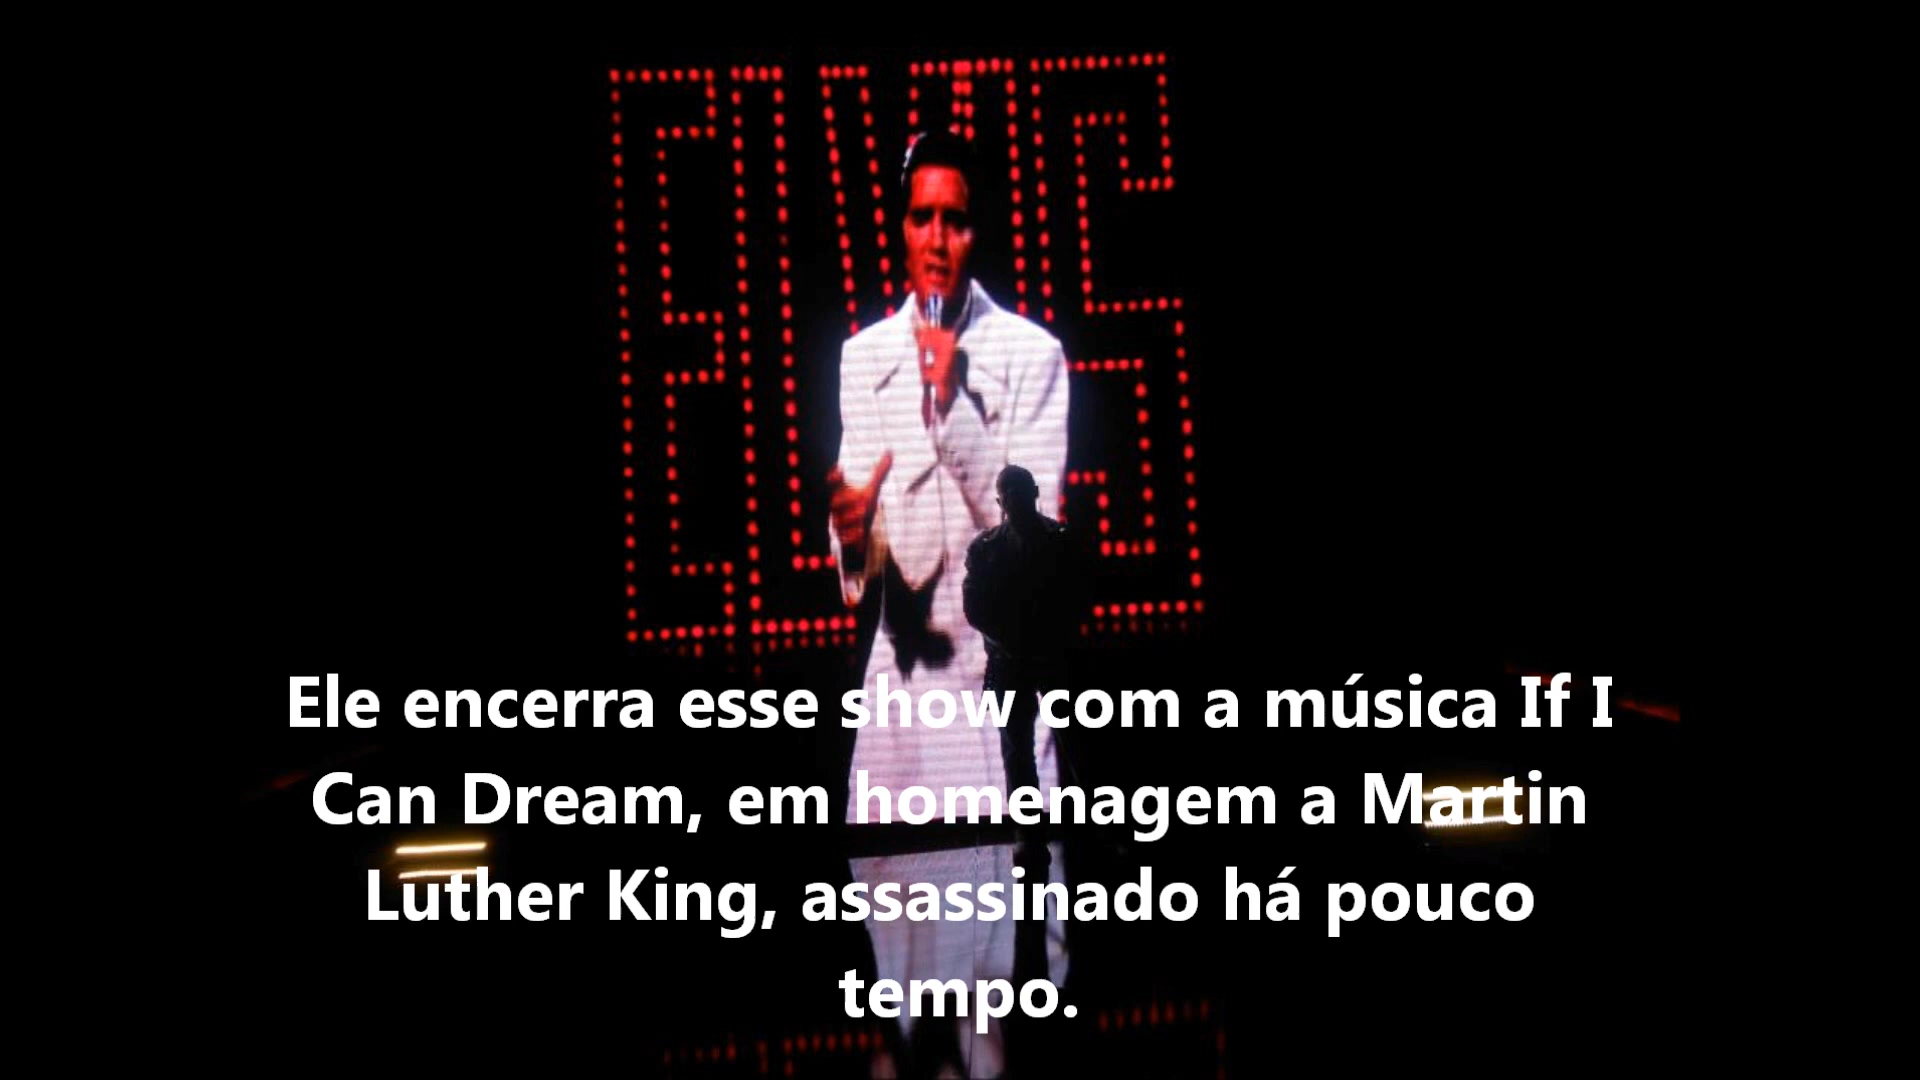 ELVIS
Ele encerra esse show com a música If I
Can Dream, em homenagem a Martin
Luther King, assassinado há pouco
tempo.